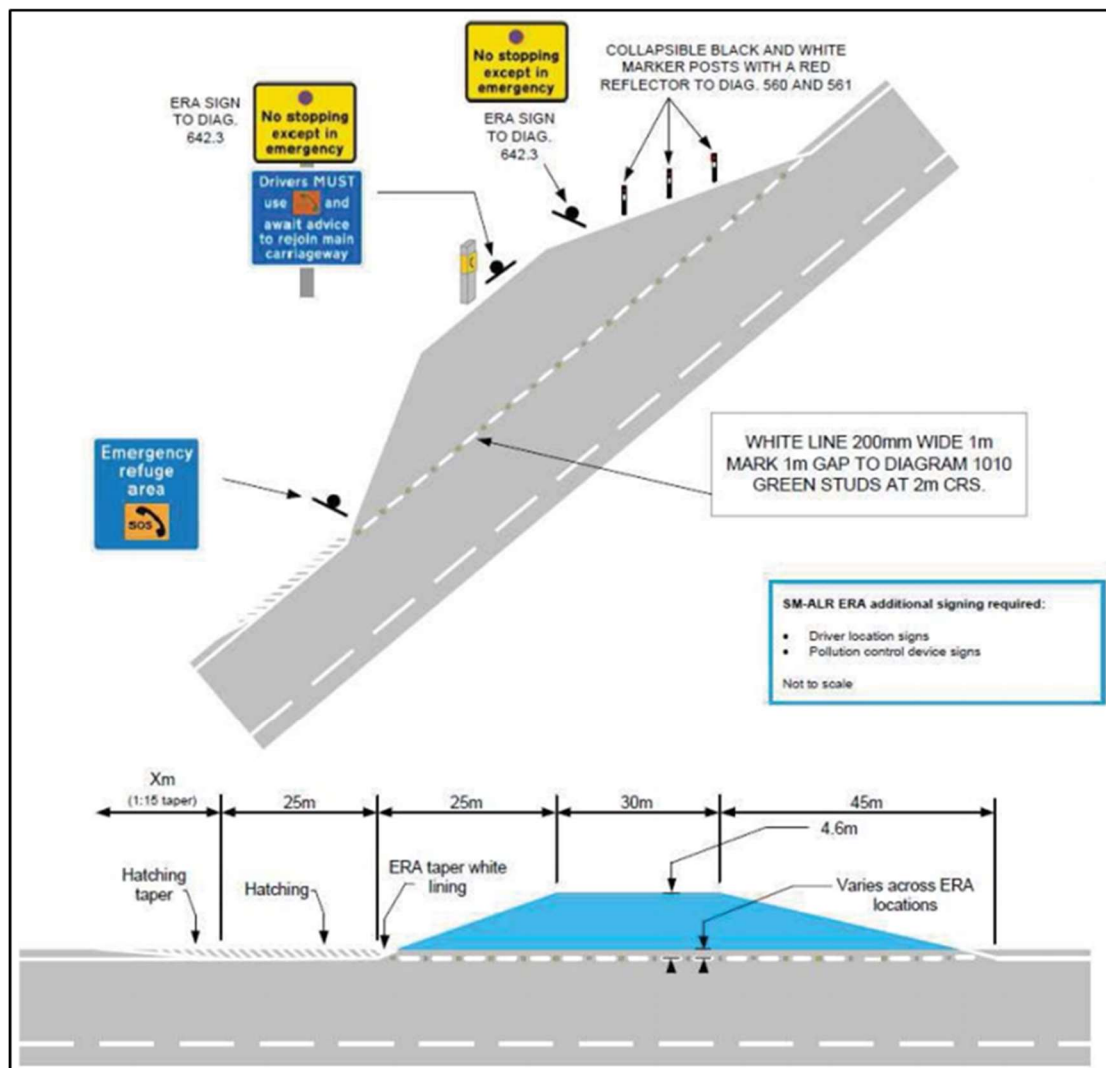 No stopping
except in
emergency
COLLAPSIBLE BLACK AND WHITE
MARKER POSTS WITH A RED
REFLECTOR TO DIAG. 560 AND 561
ERA SIGN
TO DIAG.
642.3
No stopping
except in
emergency
ERA SIGN
TO DIAG.
642.3
Drivers MUST
use and
await advice
to rejoin main
carriageway
Emergency
refuge
area
SOS
WHITE LINE 200mm WIDE 1m
MARK 1m GAP TO DIAGRAM 1010
GREEN STUDS AT 2m CRS.
SM-ALR ERA additional signing required:
• Driver location signs
• Pollution control device signs
Not to scale
Xm
(1:15 taper)
25m
25m
30m
45m
4.6m
Hatching
taper
Hatching
ERA taper white
lining
Varies across ERA
locations